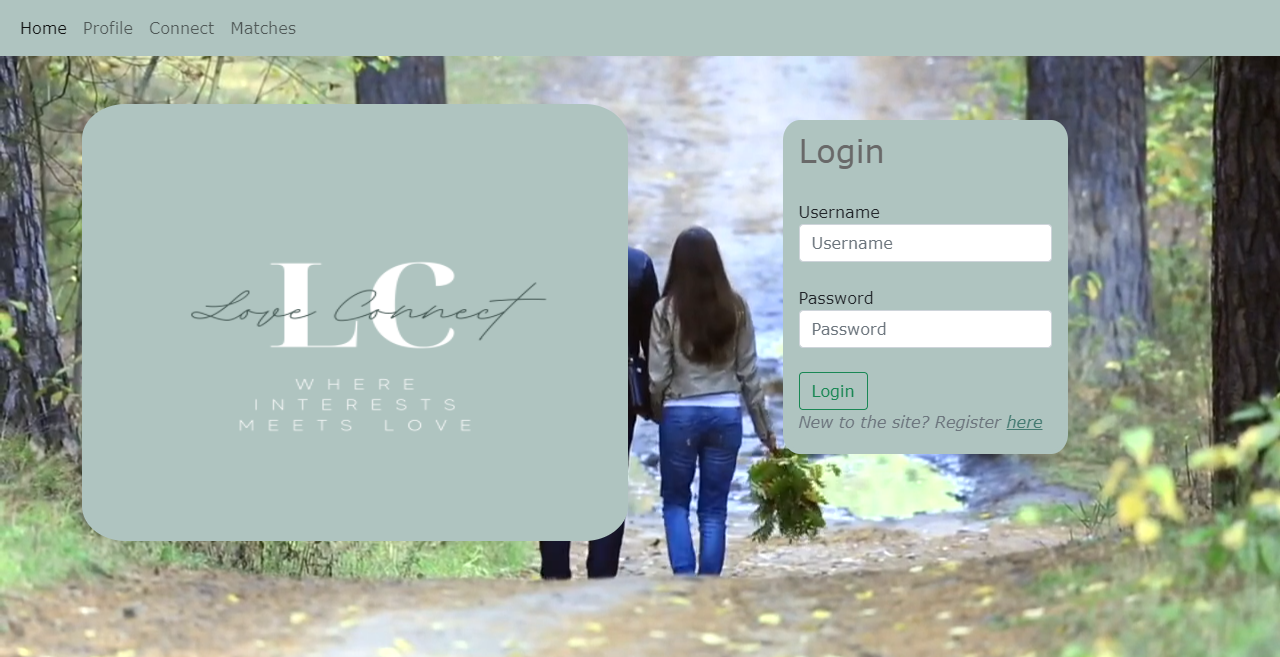 Home Profile Connect Matches
LC
Love Connect
WHERE
INTERESTS
MEETS LOVE
Login
Username
Username
Password
Password
Login
New to the site? Register here